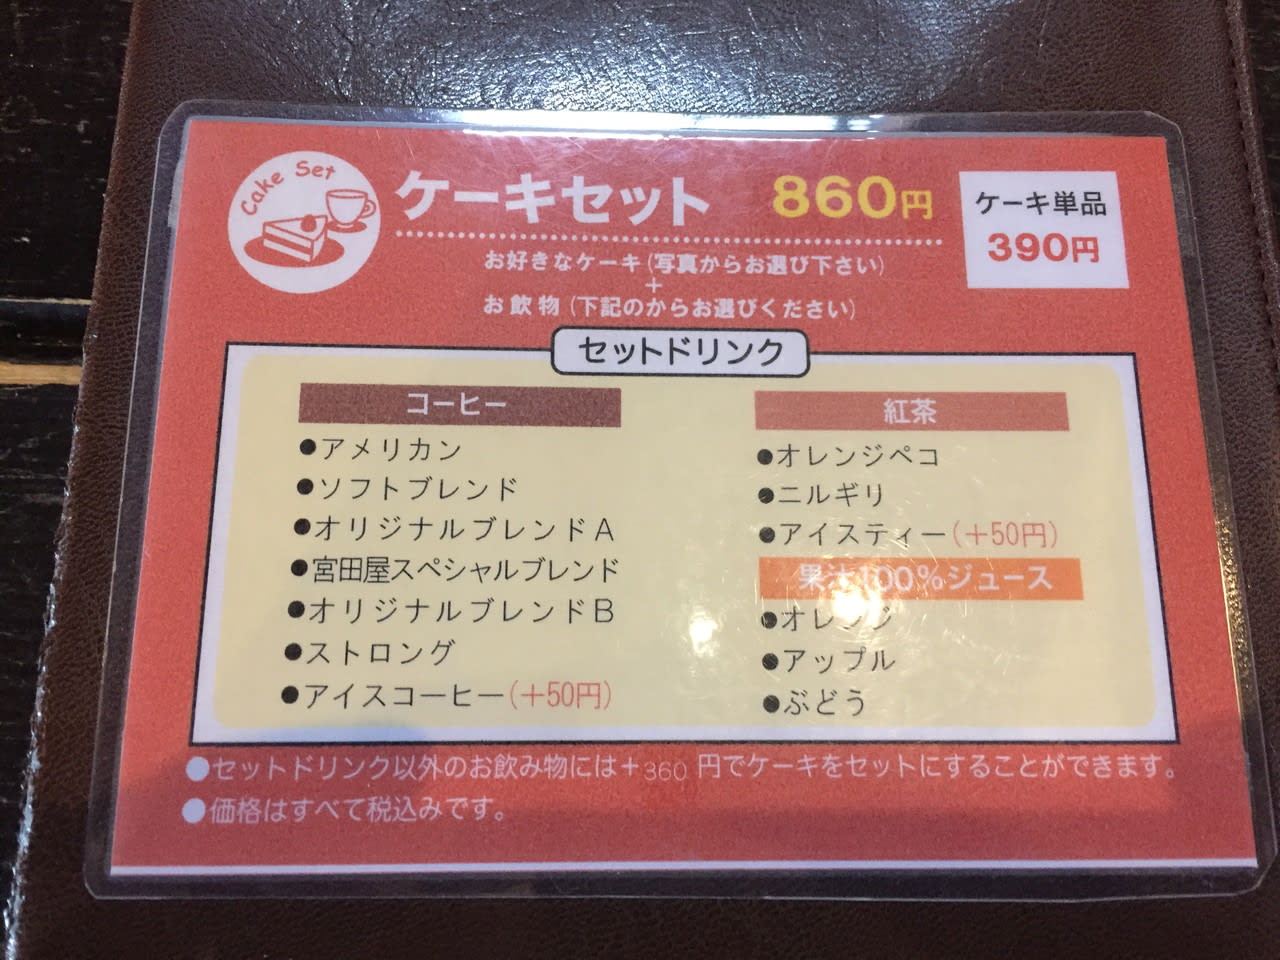 Cake Set
ケーキセット 860円
ケーキ単品
390円
お好きなケーキ(写真からお選び下さい)
+
お飲物(下記のからお選びください)
セットドリンク
コーヒー
●アメリカン
●ソフトブレンド
●オリジナルブレンドA
●宮田屋スペシャルブレンド
●オリジナルブレンドB
●ストロング
●アイスコーヒー(+50円)
紅茶
●オレンジペコ
●ニルギリ
●アイスティー(+50円)
果汁100%ジュース
●オレンジ
●アップル
●ぶどう
●セットドリンク以外のお飲み物には+360円でケーキをセットにすることができます。
●価格はすべて税込みです。